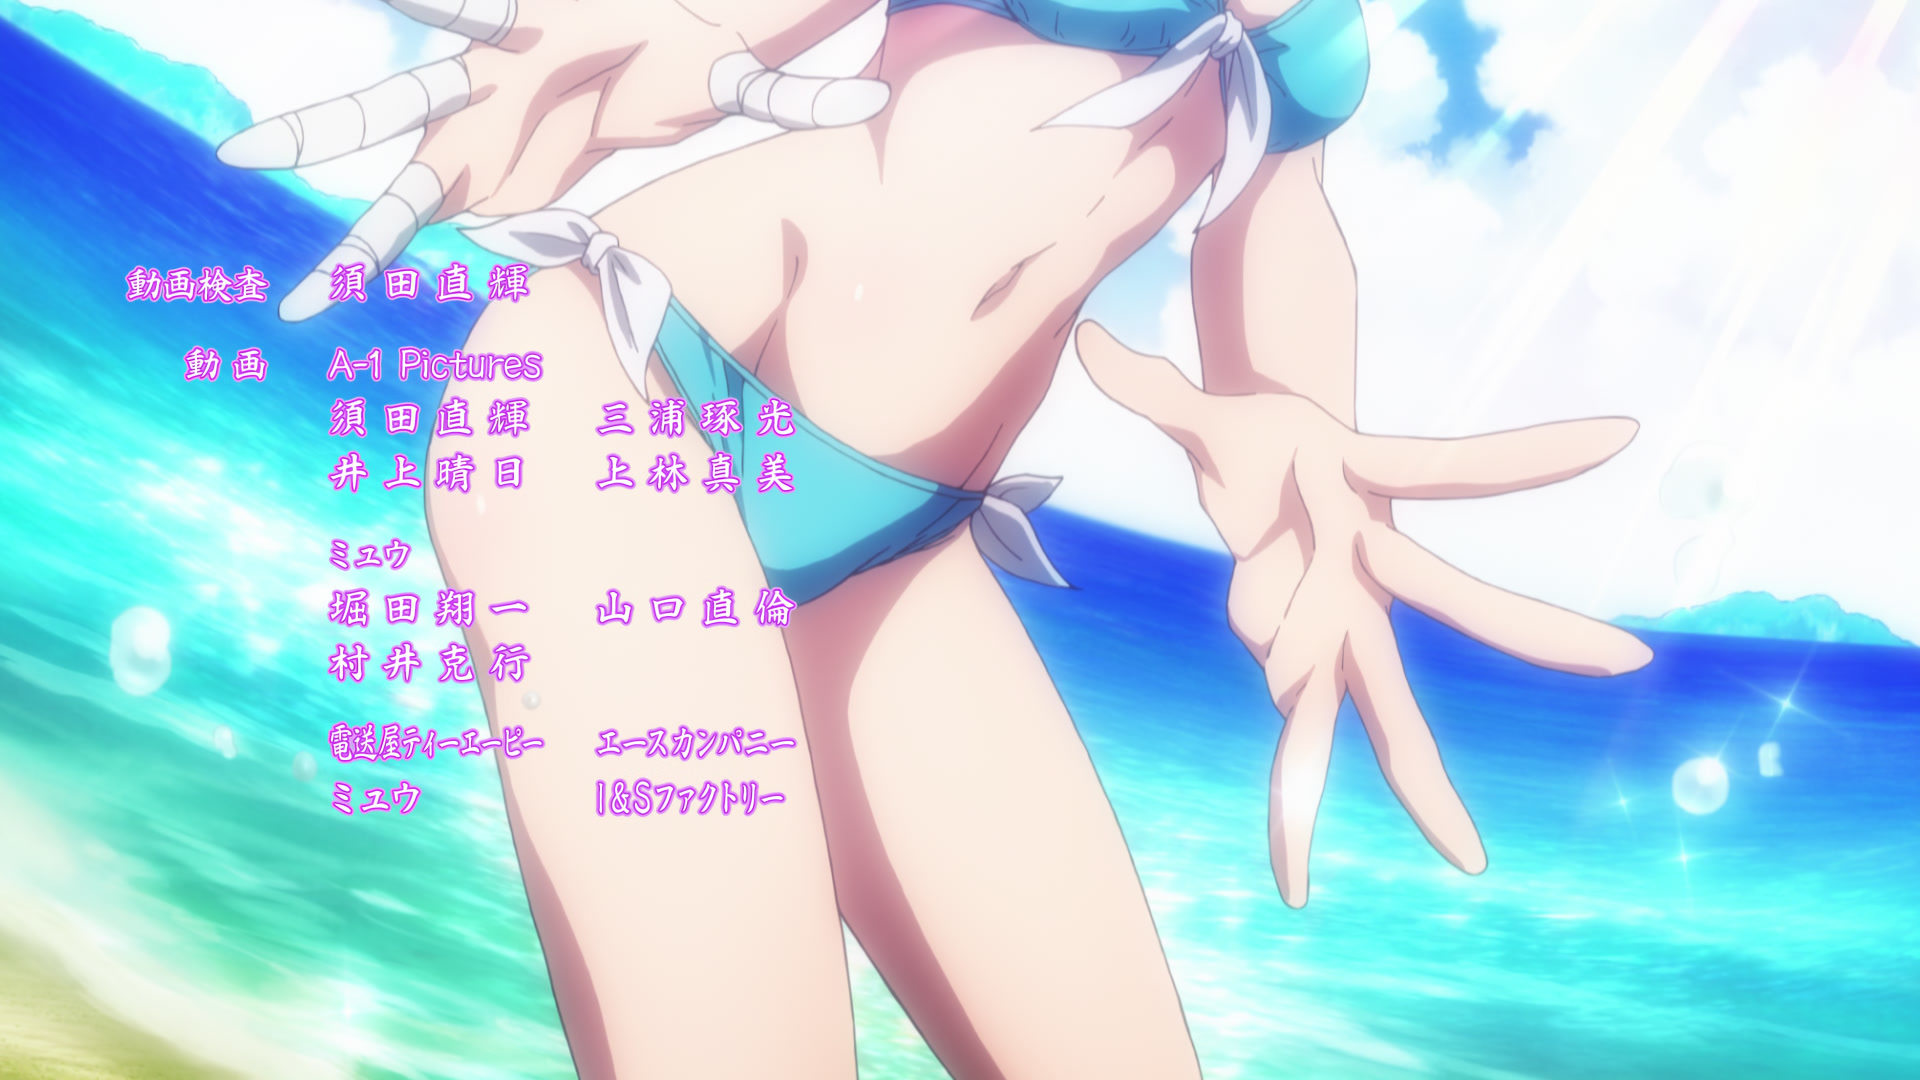 動画検査 須田直輝
動画 A-1 Pictures
須田直輝 三浦琢光
井上晴日 上林真美
ミュウ
堀田翔一 山口直倫
村井克行
電送屋ティーエーピー エースカンパニー
ミュウ I&Sファクトリー